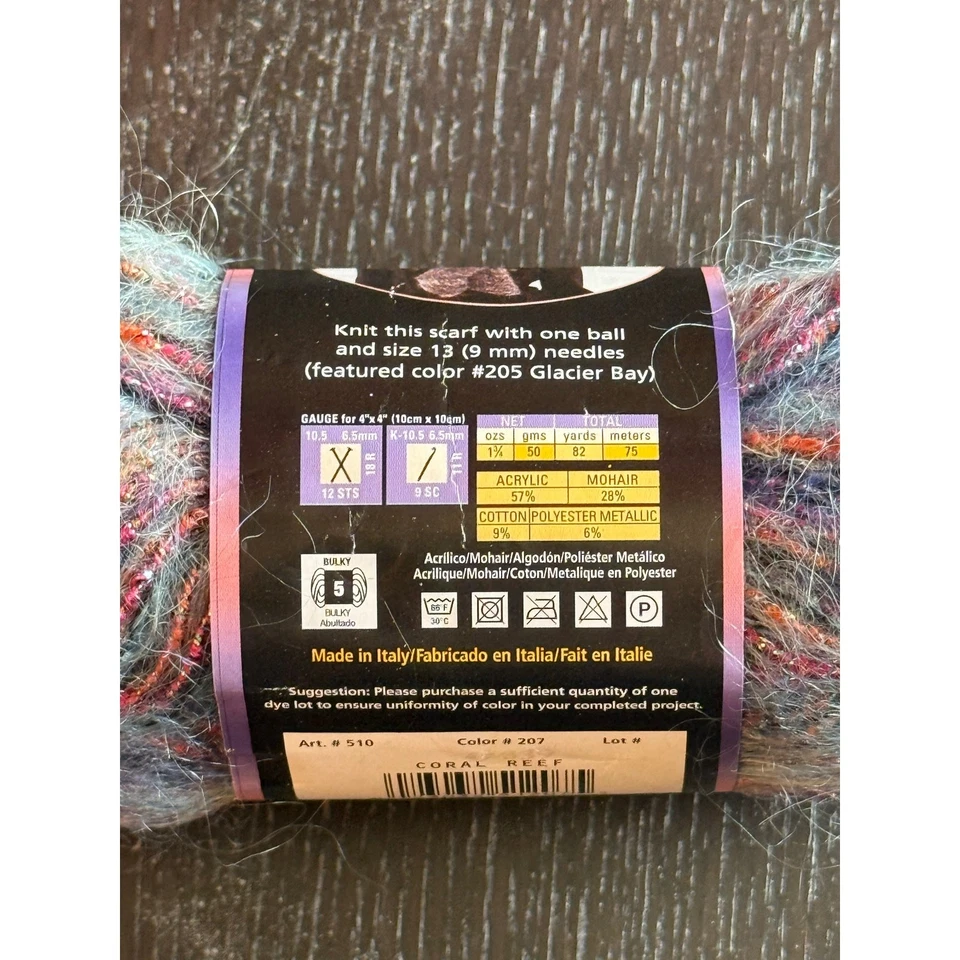 Knit this scarf with one ball
and size 13 (9 mm) needles
(featured color #205 Glacier Bay)
GAUGE for 4"x 4" (10cm x 10cm)
10.5 6.5mm
18 R
12 STS
K-10.5 6.5mm
11 R
9 SC
NET TOTAL
ozs gms yards meters
1¾ 50 82 75
ACRYLIC MOHAIR
57% 28%
COTTON POLYESTER METALLIC
9% 6%
Acrílico/Mohair/Algodón/Poliéster Metálico
Acrilique/Mohair/Coton/Metalique en Polyester
BULKY
5
BULKY
Abultado
86°F
30°C
P
Made in Italy/Fabricado en Italia/Fait en Italie
Suggestion: Please purchase a sufficient quantity of one
dye lot to ensure uniformity of color in your completed project.
Art. # 510 Color # 207 Lot #
CORAL REEF